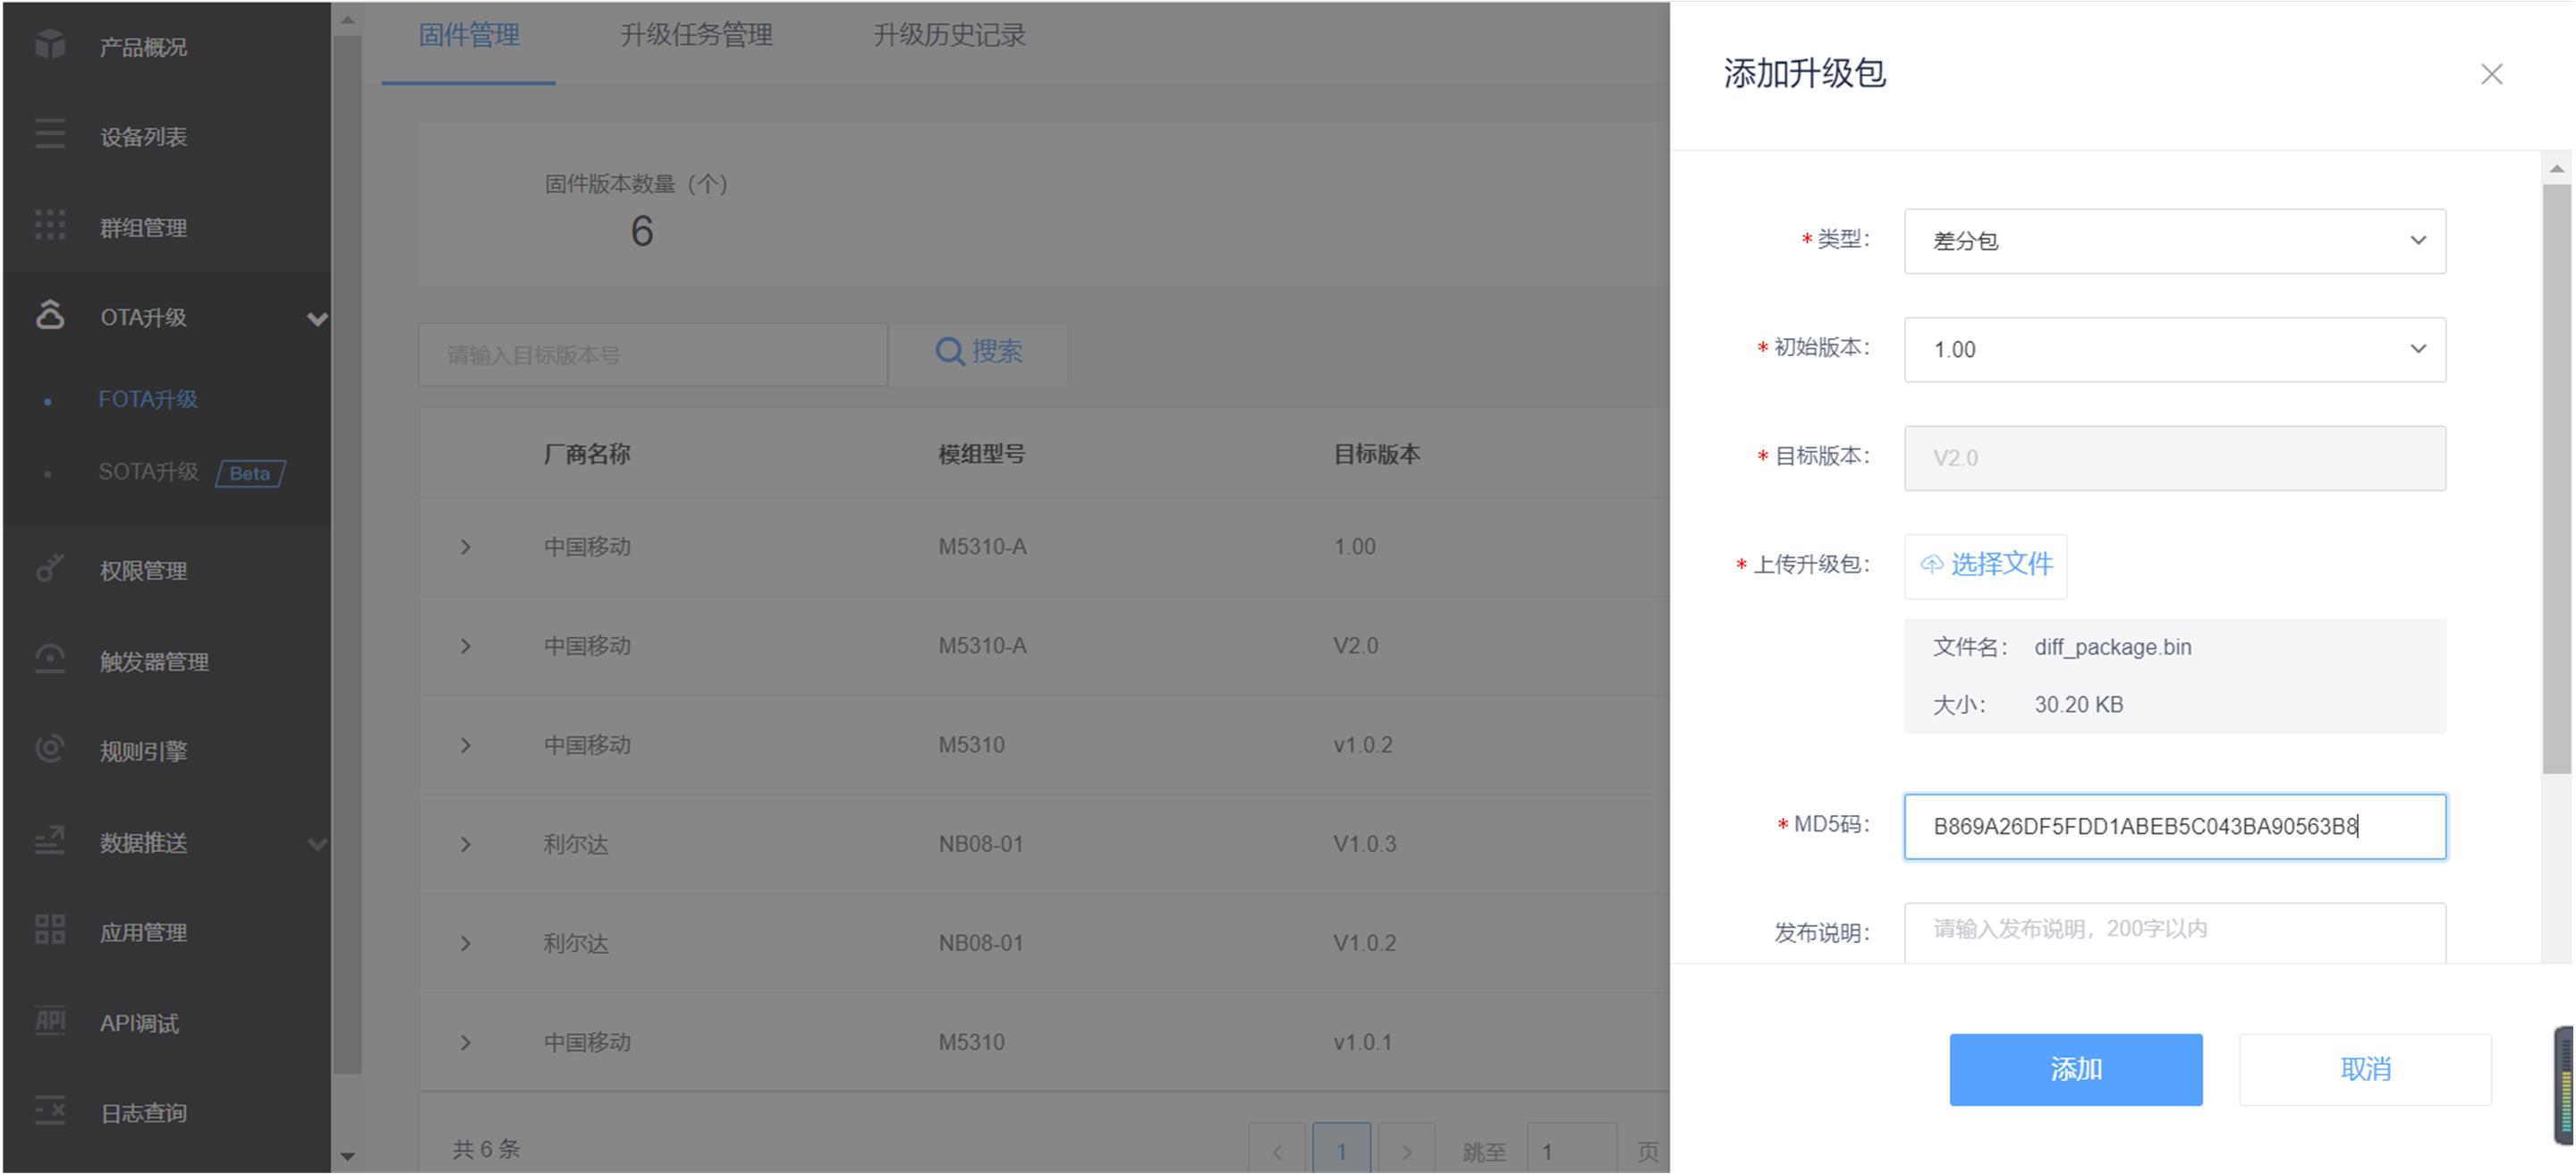 产品概况
设备列表
群组管理
OTA升级
FOTA升级
SOTA升级 Beta
权限管理
触发器管理
规则引擎
数据推送
应用管理
API API调试
日志查询
固件管理 升级任务管理 升级历史记录
固件版本数量（个）
6
请输入目标版本号 搜索
厂商名称 模组型号 目标版本
中国移动 M5310-A 1.00
中国移动 M5310-A V2.0
中国移动 M5310 v1.0.2
利尔达 NB08-01 V1.0.3
利尔达 NB08-01 V1.0.2
中国移动 M5310 v1.0.1
共 6 条 < 1 > 跳至 1 页
添加升级包
* 类型： 差分包
* 初始版本： 1.00
* 目标版本： V2.0
* 上传升级包： 选择文件
文件名： diff_package.bin
大小： 30.20 KB
* MD5码： B869A26DF5FDD1ABEB5C043BA90563B8
发布说明： 请输入发布说明，200字以内
添加 取消